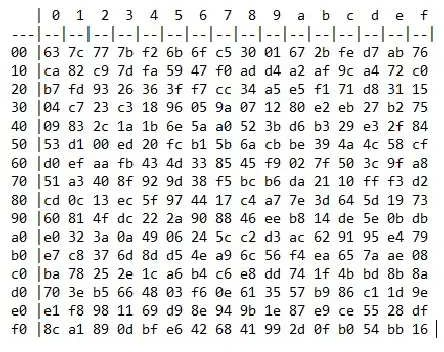 | 0 1 2 3 4 5 6 7 8 9 a b c d e f
---|--|--|--|--|--|--|--|--|--|--|--|--|--|--|--|--|
00 |63 7c 77 7b f2 6b 6f c5 30 01 67 2b fe d7 ab 76
10 |ca 82 c9 7d fa 59 47 f0 ad d4 a2 af 9c a4 72 c0
20 |b7 fd 93 26 36 3f f7 cc 34 a5 e5 f1 71 d8 31 15
30 |04 c7 23 c3 18 96 05 9a 07 12 80 e2 eb 27 b2 75
40 |09 83 2c 1a 1b 6e 5a a0 52 3b d6 b3 29 e3 2f 84
50 |53 d1 00 ed 20 fc b1 5b 6a cb be 39 4a 4c 58 cf
60 |d0 ef aa fb 43 4d 33 85 45 f9 02 7f 50 3c 9f a8
70 |51 a3 40 8f 92 9d 38 f5 bc b6 da 21 10 ff f3 d2
80 |cd 0c 13 ec 5f 97 44 17 c4 a7 7e 3d 64 5d 19 73
90 |60 81 4f dc 22 2a 90 88 46 ee b8 14 de 5e 0b db
a0 |e0 32 3a 0a 49 06 24 5c c2 d3 ac 62 91 95 e4 79
b0 |e7 c8 37 6d 8d d5 4e a9 6c 56 f4 ea 65 7a ae 08
c0 |ba 78 25 2e 1c a6 b4 c6 e8 dd 74 1f 4b bd 8b 8a
d0 |70 3e b5 66 48 03 f6 0e 61 35 57 b9 86 c1 1d 9e
e0 |e1 f8 98 11 69 d9 8e 94 9b 1e 87 e9 ce 55 28 df
f0 |8c a1 89 0d bf e6 42 68 41 99 2d 0f b0 54 bb 16